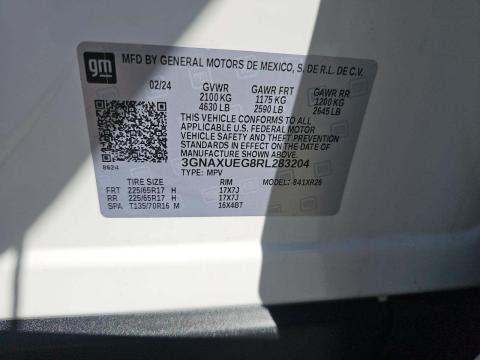 gm
MFD BY GENERAL MOTORS DE MEXICO, S. DE R.L. DE C.V.
02/24 GVWR GAWR FRT GAWR RR
2100 KG 1175 KG 1200 KG
4630 LB 2590 LB 2645 LB
THIS VEHICLE CONFORMS TO ALL
APPLICABLE U.S. FEDERAL MOTOR
VEHICLE SAFETY AND THEFT PREVENTION
STANDARDS IN EFFECT ON THE DATE OF
MANUFACTURE SHOWN ABOVE.
3GNAXUEG8RL283204
8624 TYPE: MPV
TIRE SIZE RIM MODEL: 841XR26
FRT 225/65R17 H 17X7J
RR 225/65R17 H 17X7J
SPA T135/70R16 M 16X4BT